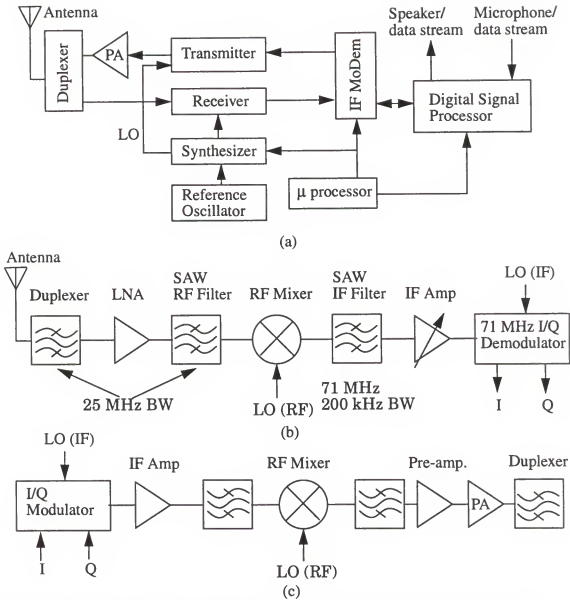 Antenna
Speaker/
data stream
Microphone/
data stream
Duplexer
PA
Transmitter
IF MoDem
Digital Signal
Processor
Receiver
LO
Synthesizer
Reference
Oscillator
μ processor
(a)
Antenna
Duplexer
LNA
SAW
RF Filter
RF Mixer
SAW
IF Filter
IF Amp
LO (IF)
71 MHz I/Q
Demodulator
25 MHz BW
LO (RF)
71 MHz
200 kHz BW
I
Q
(b)
LO (IF)
I/Q
Modulator
IF Amp
RF Mixer
Pre-amp.
PA
Duplexer
I
Q
LO (RF)
(c)